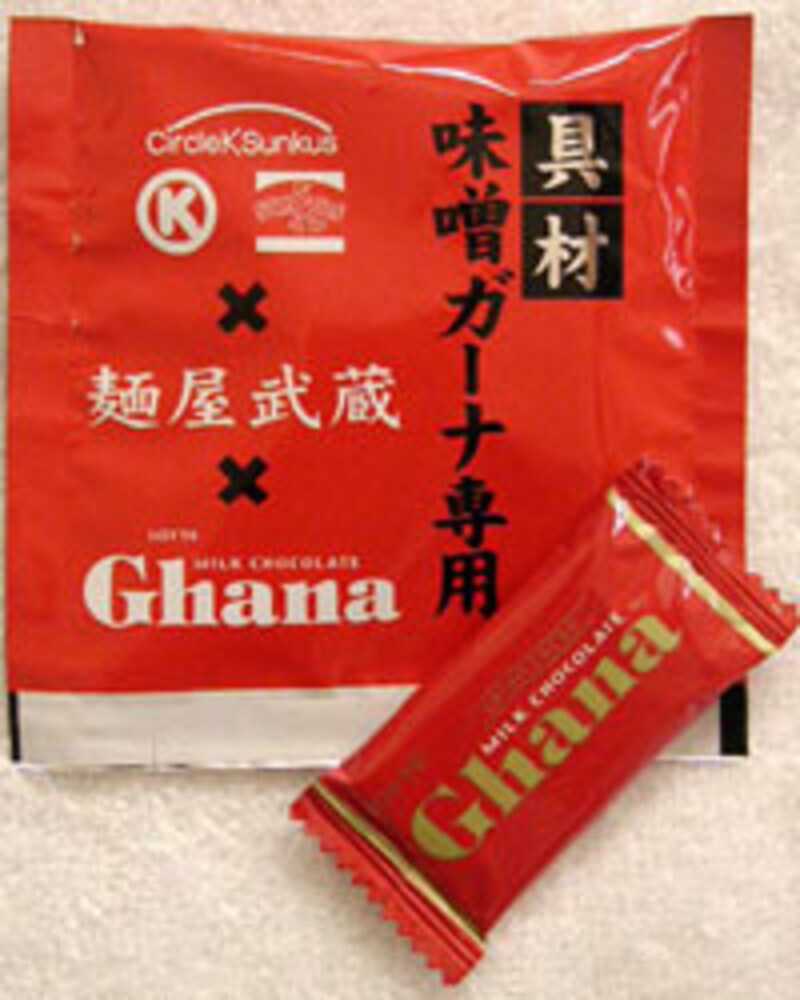 具材
味噌ガーナ専用
CircleKSunkus
K
×
麺屋武蔵
×
LOTTE
MILK CHOCOLATE
Ghana
MILK CHOCOLATE
Ghana